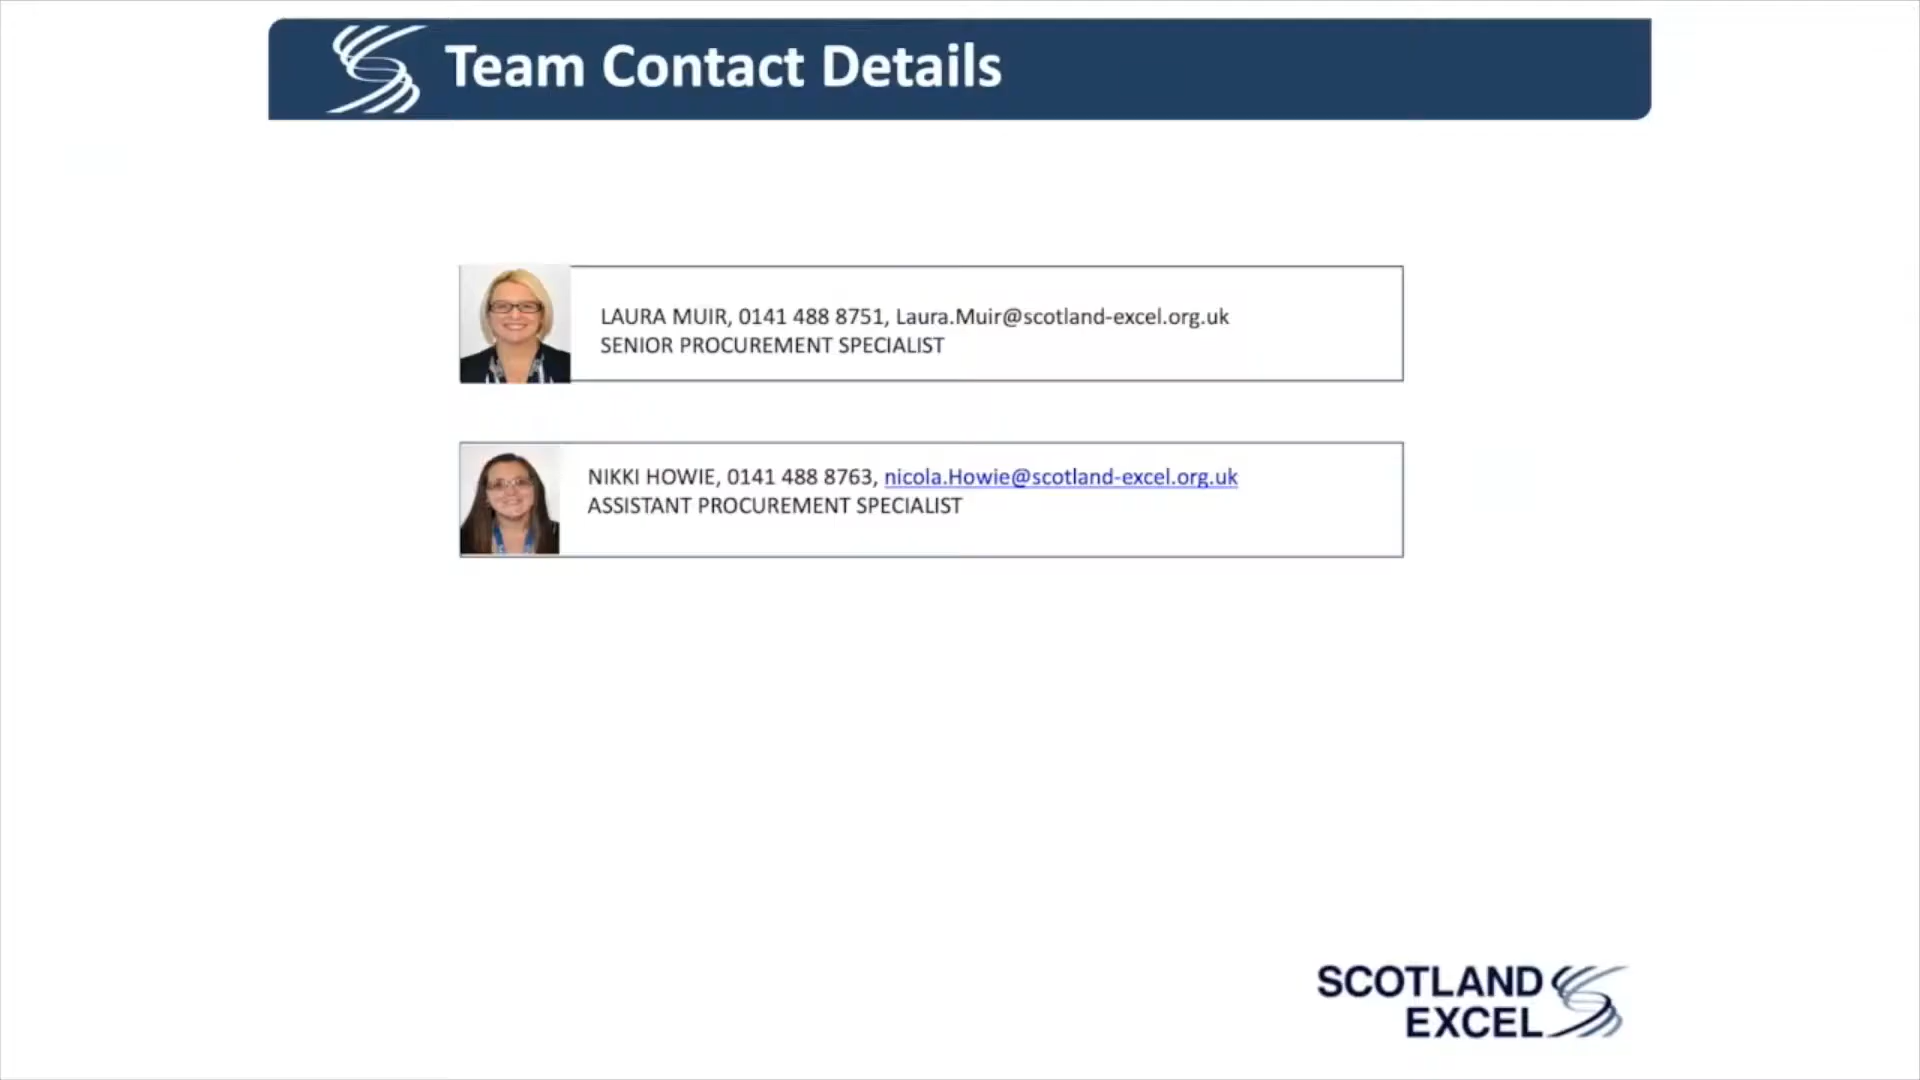 Team Contact Details
LAURA MUIR, 0141 488 8751, Laura.Muir@scotland-excel.org.uk
SENIOR PROCUREMENT SPECIALIST
NIKKI HOWIE, 0141 488 8763, nicola.Howie@scotland-excel.org.uk
ASSISTANT PROCUREMENT SPECIALIST
SCOTLAND
EXCEL